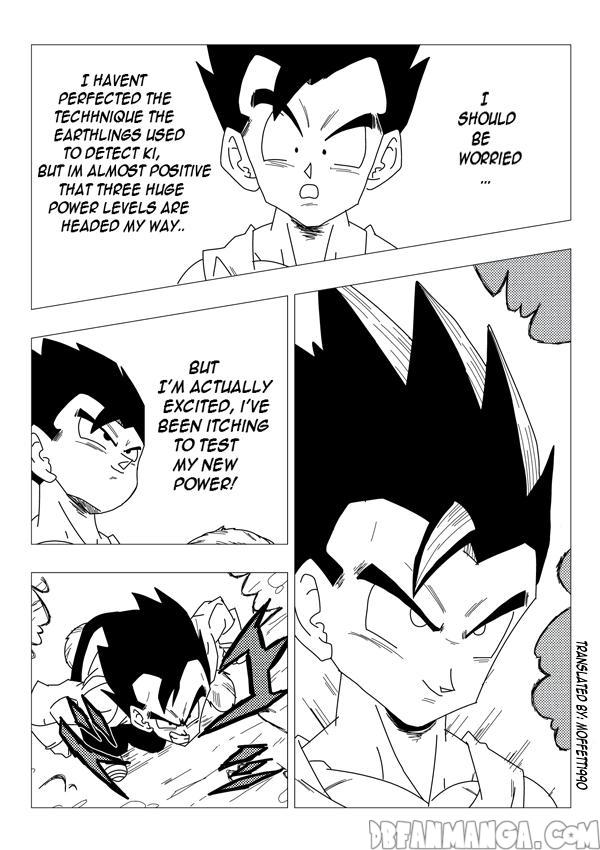 I HAVENT
PERFECTED THE
TECHHNIQUE THE
EARTHLINGS USED
TO DETECT KI,
BUT IM ALMOST POSITIVE
THAT THREE HUGE
POWER LEVELS ARE
HEADED MY WAY..
I
SHOULD
BE
WORRIED
...
BUT
I'M ACTUALLY
EXCITED, I'VE
BEEN ITCHING
TO TEST
MY NEW
POWER!
TRANSLATED BY: MOFFETT1990
DBFANMANGA.COM